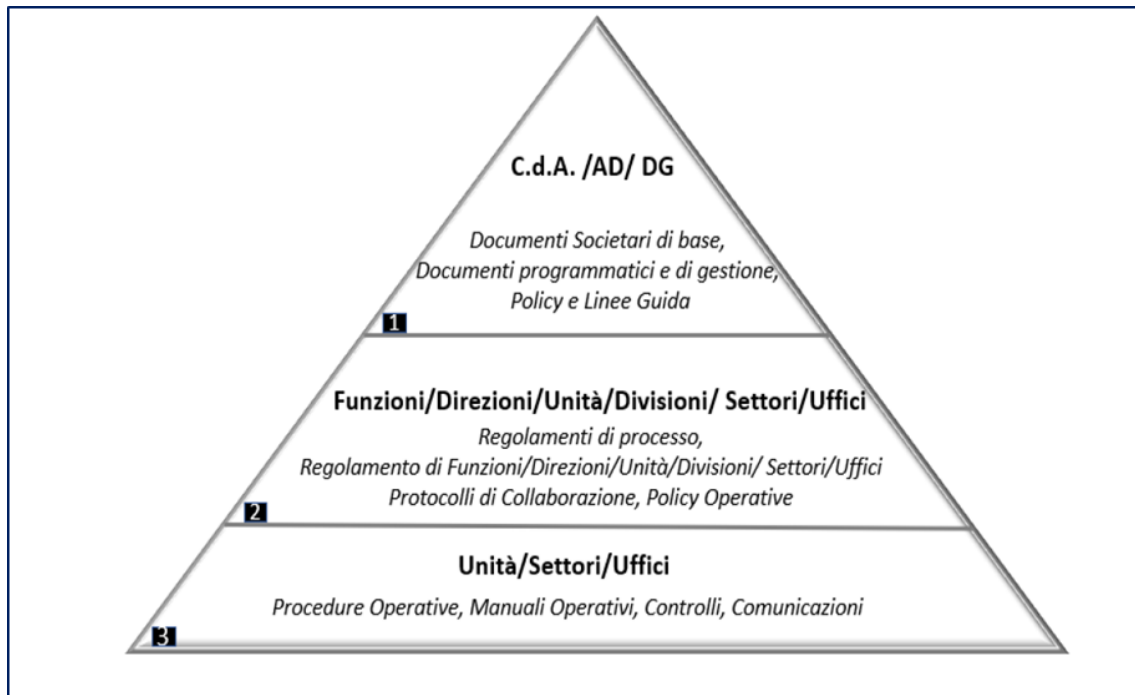 C.d.A. /AD/ DG
Documenti Societari di base,
Documenti programmatici e di gestione,
Policy e Linee Guida
1
Funzioni/Direzioni/Unità/Divisioni/ Settori/Uffici
Regolamenti di processo,
Regolamento di Funzioni/Direzioni/Unità/Divisioni/ Settori/Uffici
Protocolli di Collaborazione, Policy Operative
2
Unità/Settori/Uffici
Procedure Operative, Manuali Operativi, Controlli, Comunicazioni
3